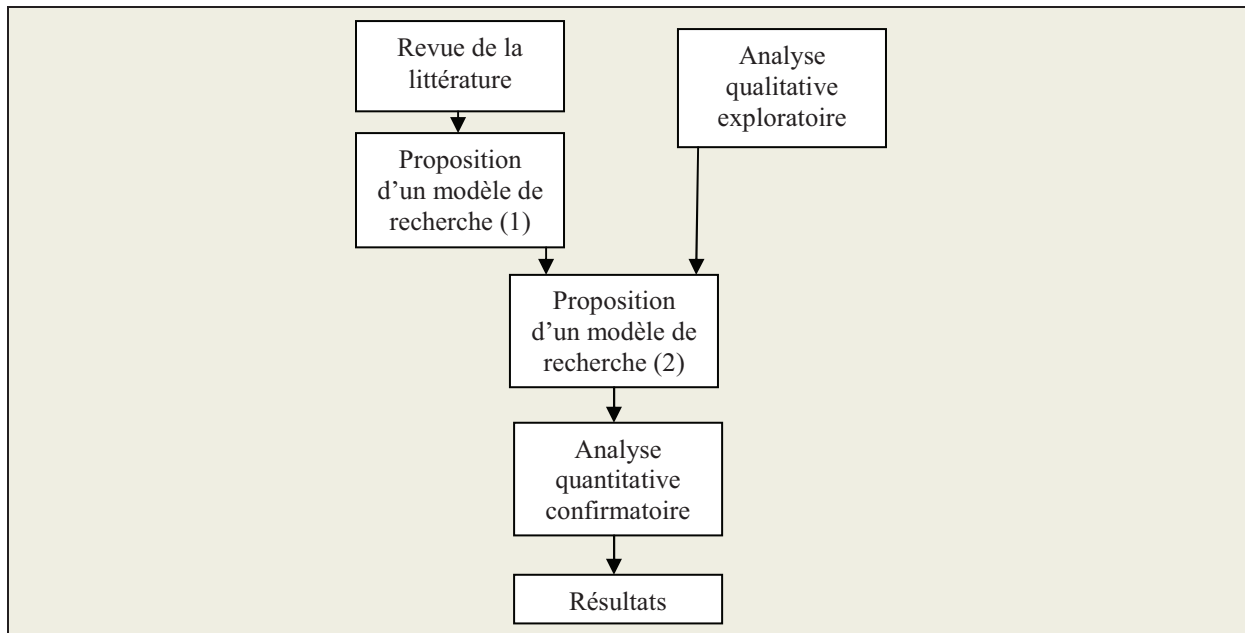 Revue de la
littérature
Analyse
qualitative
exploratoire
Proposition
d’un modèle de
recherche (1)
Proposition
d’un modèle de
recherche (2)
Analyse
quantitative
confirmatoire
Résultats